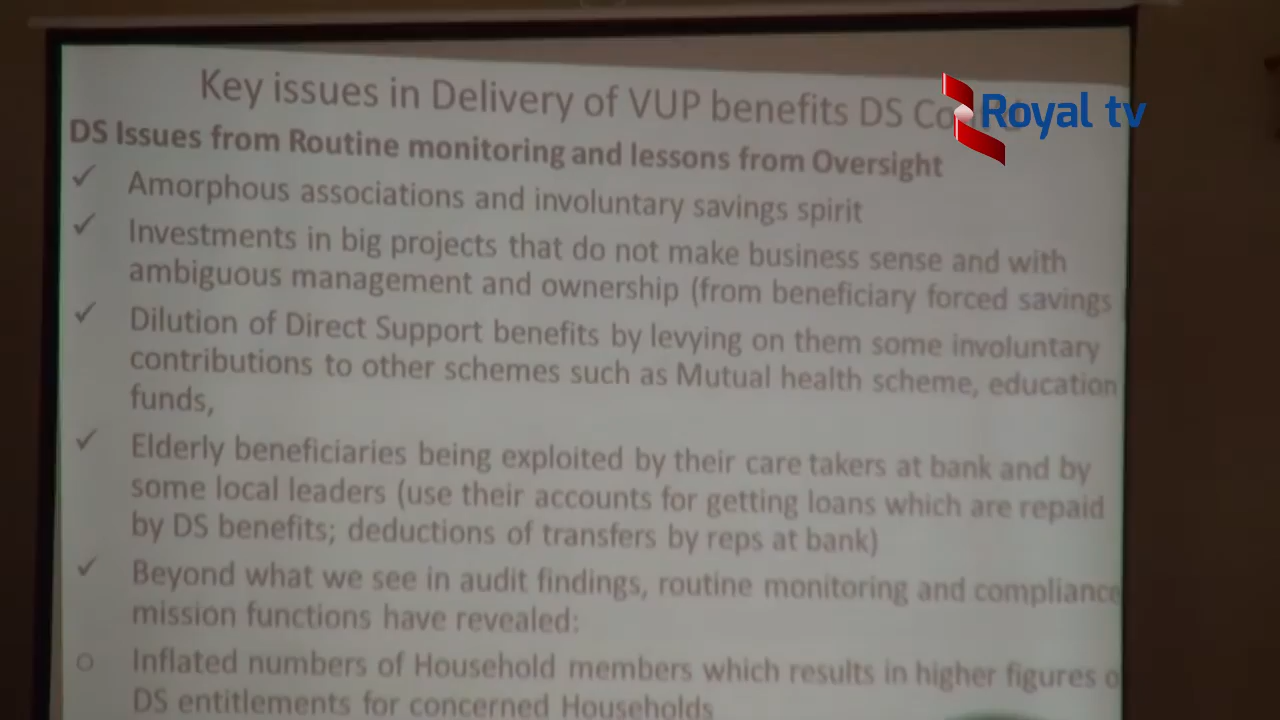 Key issues in Delivery of VUP benefits DS
Royal tv
DS Issues from Routine monitoring and lessons from Oversight
✓ Amorphous associations and involuntary savings spirit
✓ Investments in big projects that do not make business sense and with
ambiguous management and ownership (from beneficiary forced savings
✓ Dilution of Direct Support benefits by levying on them some involuntary
contributions to other schemes such as Mutual health scheme, education
funds,
✓ Elderly beneficiaries being exploited by their care takers at bank and by
some local leaders (use their accounts for getting loans which are repaid
by DS benefits; deductions of transfers by reps at bank)
✓ Beyond what we see in audit findings, routine monitoring and compliance
mission functions have revealed:
o Inflated numbers of Household members which results in higher figures o
DS entitlements for concerned Households